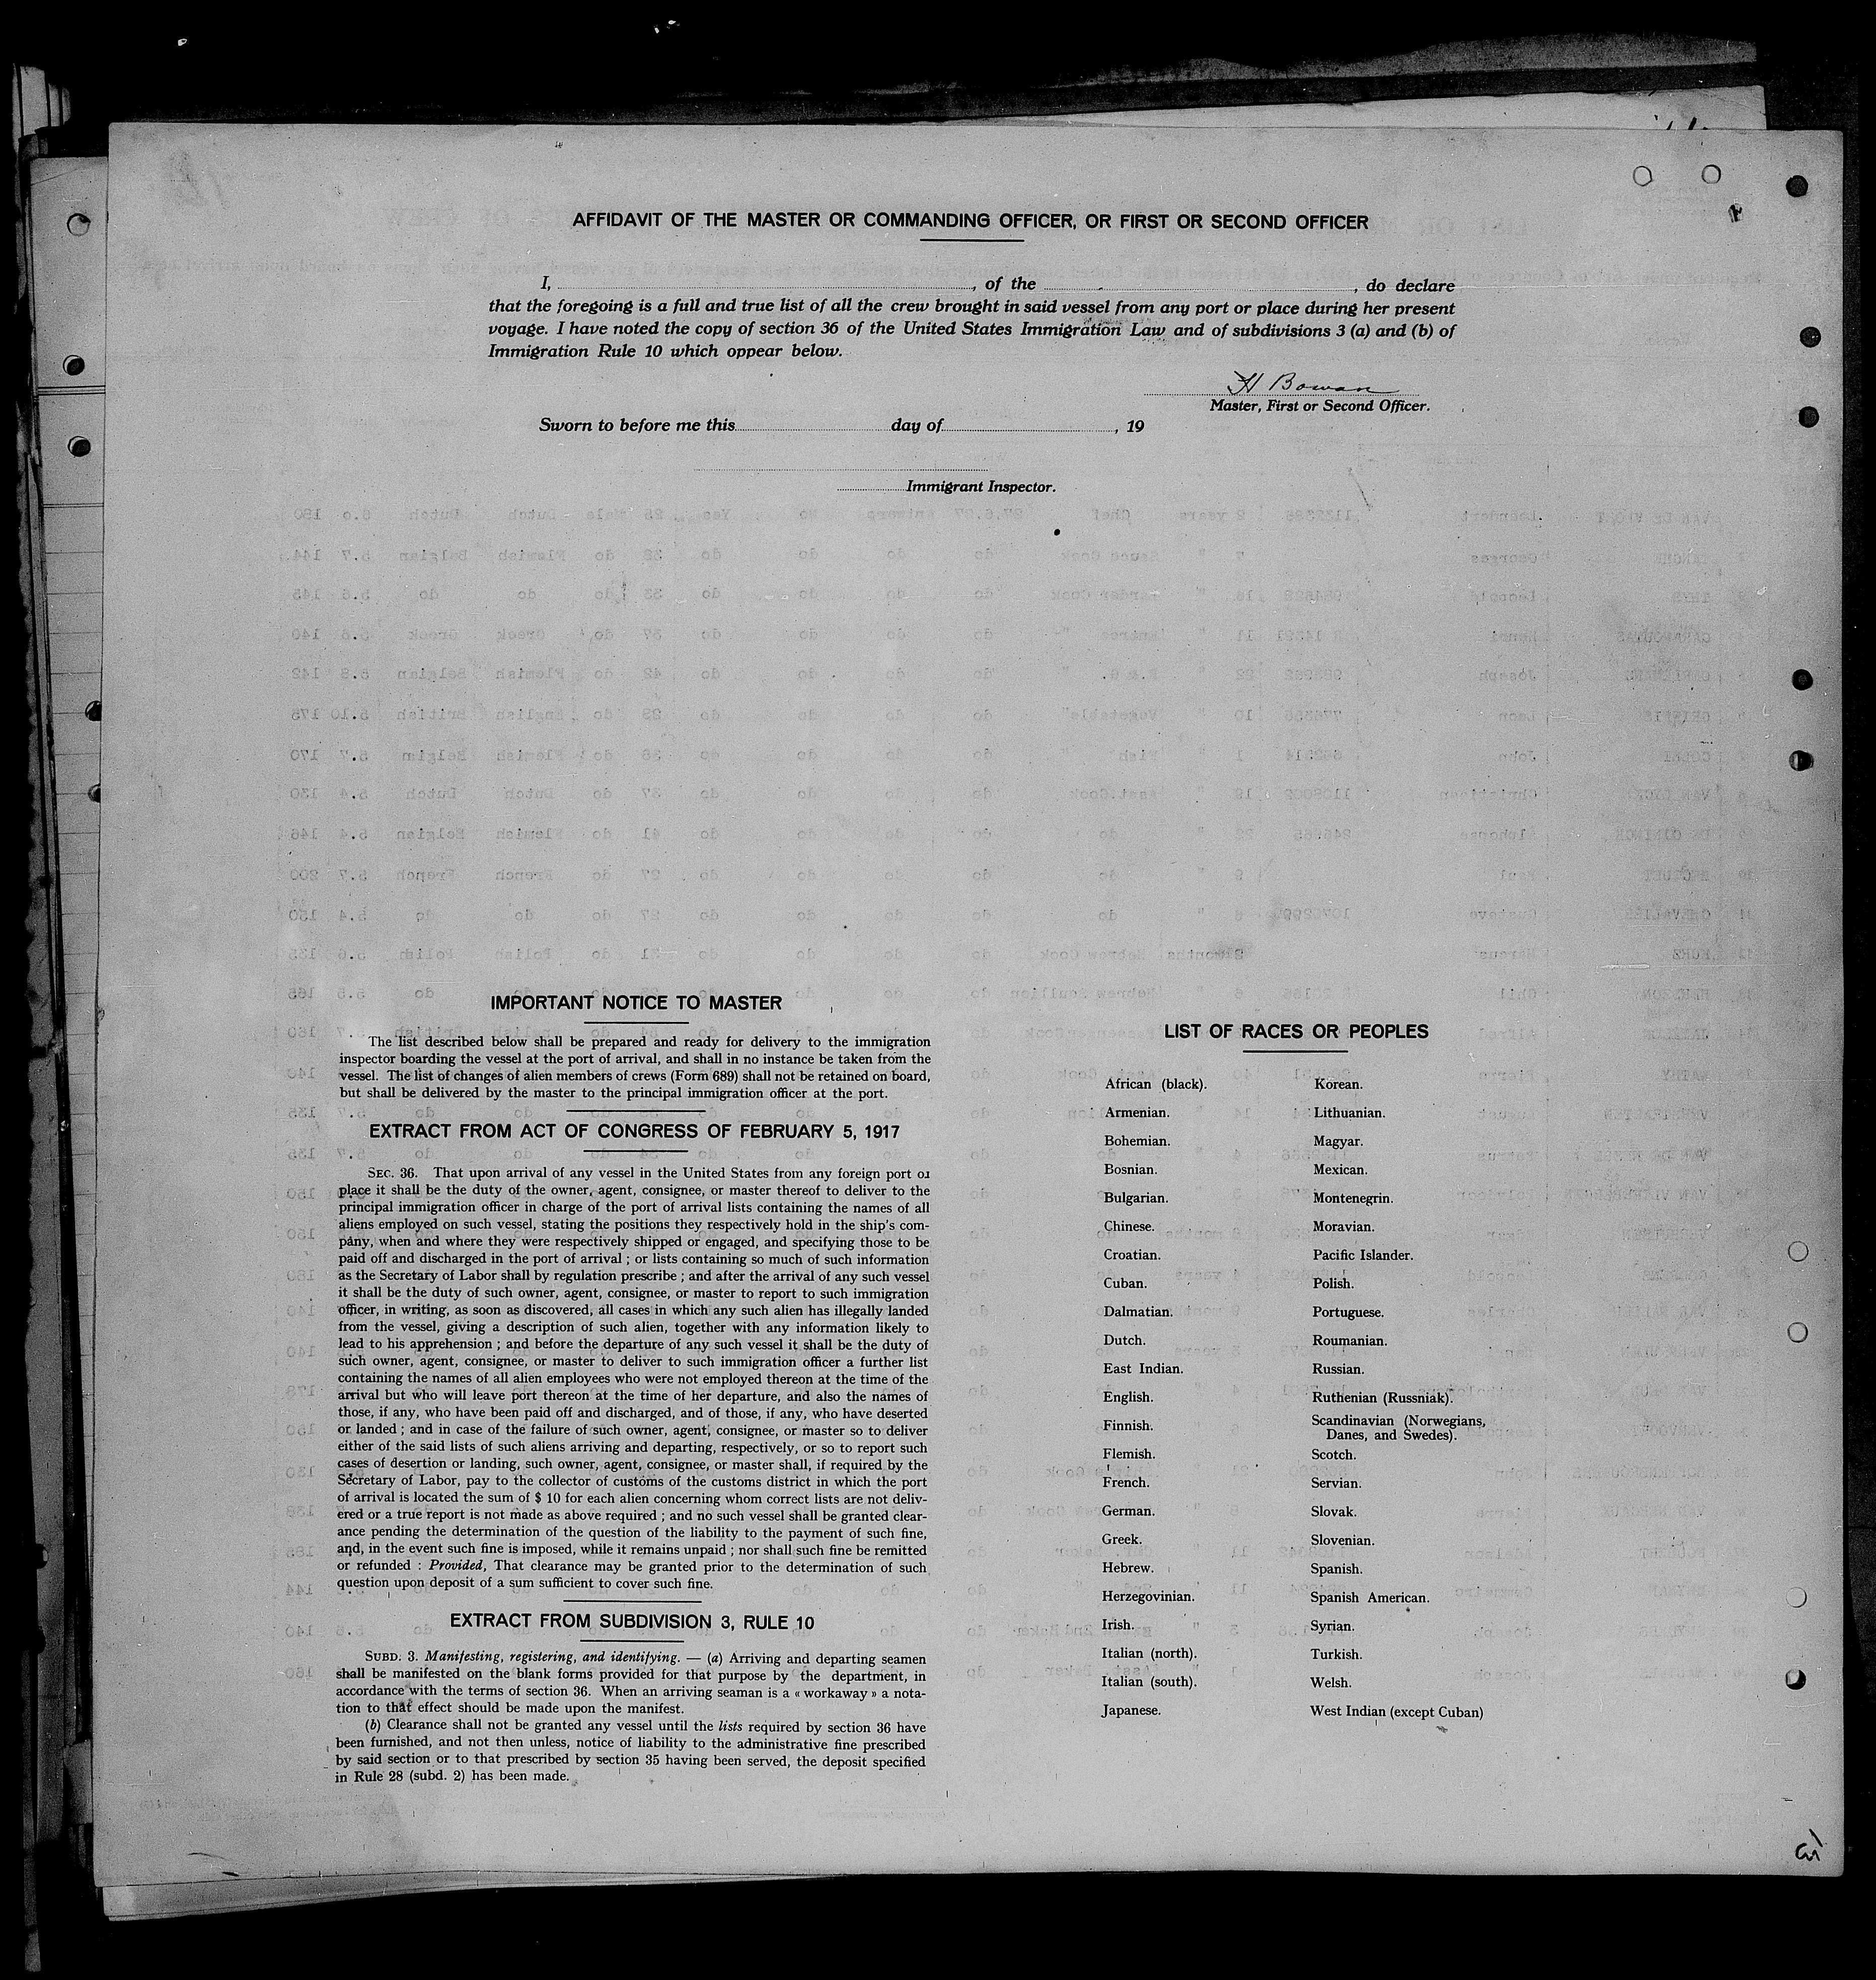 AFFIDAVIT OF THE MASTER OR COMMANDING OFFICER, OR FIRST OR SECOND OFFICER
I, , of the , do declare
that the foregoing is a full and true list of all the crew brought in said vessel from any port or place during her present
voyage. I have noted the copy of section 36 of the United States Immigration Law and of subdivisions 3 (a) and (b) of
Immigration Rule 10 which oppear below.
H Bowan
Master, First or Second Officer.
Sworn to before me this day of , 19
Immigrant Inspector.
IMPORTANT NOTICE TO MASTER
The list described below shall be prepared and ready for delivery to the immigration
inspector boarding the vessel at the port of arrival, and shall in no instance be taken from the
vessel. The list of changes of alien members of crews (Form 689) shall not be retained on board,
but shall be delivered by the master to the principal immigration officer at the port.
EXTRACT FROM ACT OF CONGRESS OF FEBRUARY 5, 1917
SEC. 36. That upon arrival of any vessel in the United States from any foreign port or
place it shall be the duty of the owner, agent, consignee, or master thereof to deliver to the
principal immigration officer in charge of the port of arrival lists containing the names of all
aliens employed on such vessel, stating the positions they respectively hold in the ship's com-
pany, when and where they were respectively shipped or engaged, and specifying those to be
paid off and discharged in the port of arrival ; or lists containing so much of such information
as the Secretary of Labor shall by regulation prescribe ; and after the arrival of any such vessel
it shall be the duty of such owner, agent, consignee, or master to report to such immigration
officer, in writing, as soon as discovered, all cases in which any such alien has illegally landed
from the vessel, giving a description of such alien, together with any information likely to
lead to his apprehension ; and before the departure of any such vessel it shall be the duty of
such owner, agent, consignee, or master to deliver to such immigration officer a further list
containing the names of all alien employees who were not employed thereon at the time of the
arrival but who will leave port thereon at the time of her departure, and also the names of
those, if any, who have been paid off and discharged, and of those, if any, who have deserted
or landed ; and in case of the failure of such owner, agent, consignee, or master so to deliver
either of the said lists of such aliens arriving and departing, respectively, or so to report such
cases of desertion or landing, such owner, agent, consignee, or master shall, if required by the
Secretary of Labor, pay to the collector of customs of the customs district in which the port
of arrival is located the sum of $ 10 for each alien concerning whom correct lists are not deliv-
ered or a true report is not made as above required ; and no such vessel shall be granted clear-
ance pending the determination of the question of the liability to the payment of such fine,
and, in the event such fine is imposed, while it remains unpaid ; nor shall such fine be remitted
or refunded : Provided, That clearance may be granted prior to the determination of such
question upon deposit of a sum sufficient to cover such fine.
EXTRACT FROM SUBDIVISION 3, RULE 10
SUBD. 3. Manifesting, registering, and identifying. — (a) Arriving and departing seamen
shall be manifested on the blank forms provided for that purpose by the department, in
accordance with the terms of section 36. When an arriving seaman is a « workaway » a nota-
tion to that effect should be made upon the manifest.
(b) Clearance shall not be granted any vessel until the lists required by section 36 have
been furnished, and not then unless, notice of liability to the administrative fine prescribed
by said section or to that prescribed by section 35 having been served, the deposit specified
in Rule 28 (subd. 2) has been made.
LIST OF RACES OR PEOPLES
African (black).
Armenian.
Bohemian.
Bosnian.
Bulgarian.
Chinese.
Croatian.
Cuban.
Dalmatian.
Dutch.
East Indian.
English.
Finnish.
Flemish.
French.
German.
Greek.
Hebrew.
Herzegovinian.
Irish.
Italian (north).
Italian (south).
Japanese.
Korean.
Lithuanian.
Magyar.
Mexican.
Montenegrin.
Moravian.
Pacific Islander.
Polish.
Portuguese.
Roumanian.
Russian.
Ruthenian (Russniak).
Scandinavian (Norwegians,
Danes, and Swedes).
Scotch.
Servian.
Slovak.
Slovenian.
Spanish.
Spanish American.
Syrian.
Turkish.
Welsh.
West Indian (except Cuban)